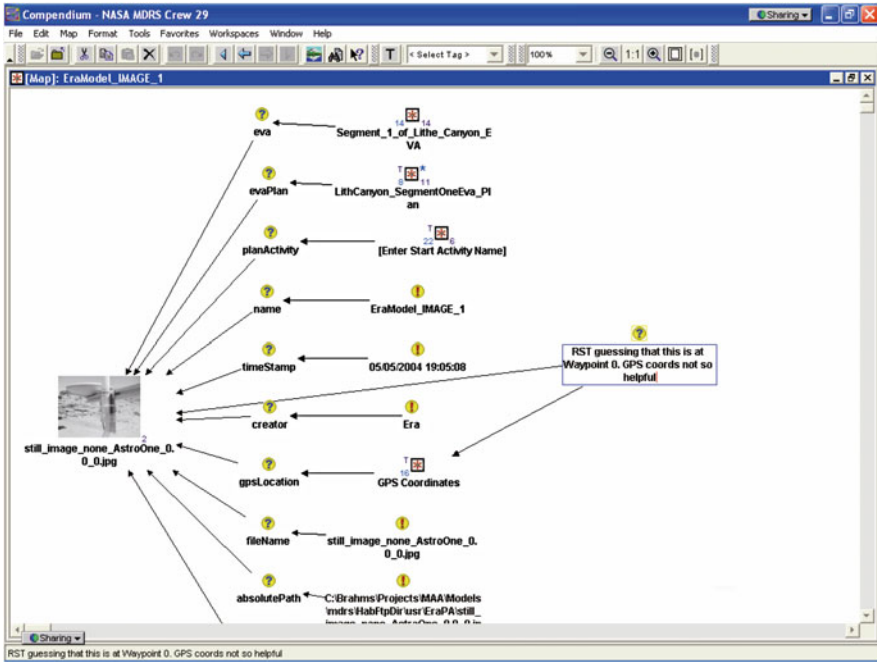 Compendium - NASA MDRS Crew 29
Sharing
File Edit Map Format Tools Favorites Workspaces Window Help
T < Select Tag > 100% 1:1
[Map]: EraModel_IMAGE_1
eva
14 14
Segment_1_of_Lithe_Canyon_E
VA
evaPlan
T * 8 11
LithCanyon_SegmentOneEva_Pl
an
planActivity
T 22 6
[Enter Start Activity Name]
name
EraModel_IMAGE_1
RST guessing that this is at
Waypoint 0. GPS coords not so
helpful
timeStamp
05/05/2004 19:05:08
creator
Era
2
still_image_none_AstroOne_0.
0_0.jpg
gpsLocation
T 16
GPS Coordinates
fileName
still_image_none_AstroOne_0.
0_0.jpg
absolutePath
C:\Brahms\Projects\MAA\Models
\mdrs\HabFtpDir\usr\EraPA\still_
Sharing
RST guessing that this is at Waypoint 0. GPS coords not so helpful